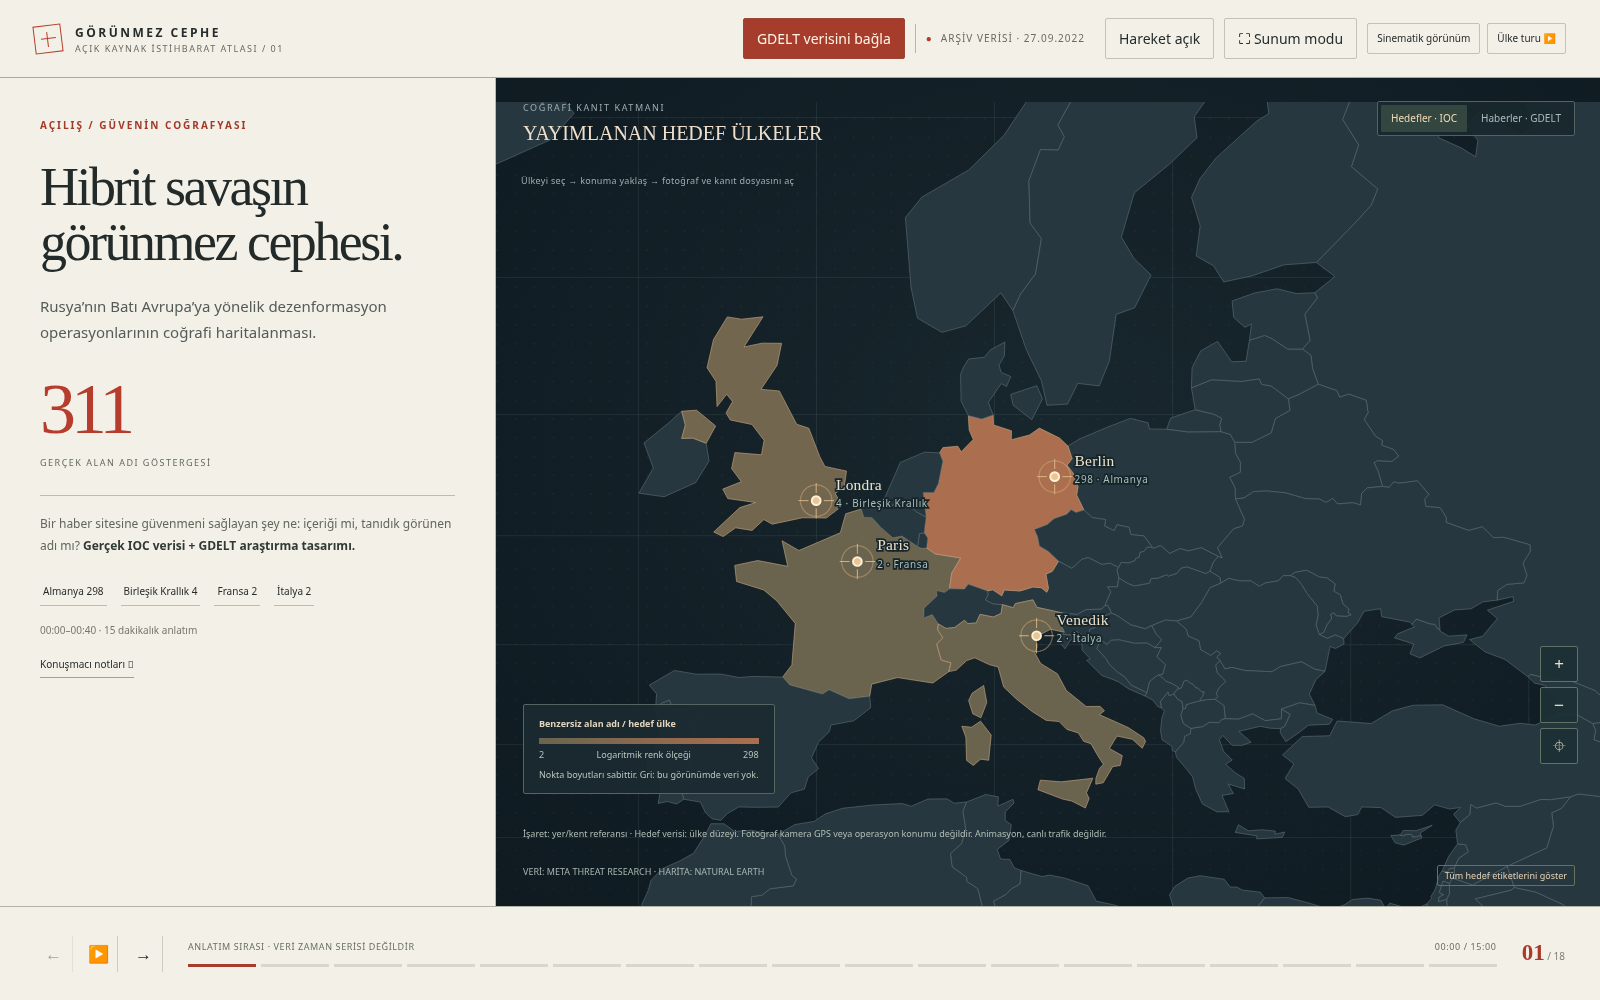 GÖRÜNMEZ CEPHE
AÇIK KAYNAK İSTİHBARAT ATLASI / 01
GDELT verisini bağla
ARŞİV VERİSİ · 27.09.2022
Hareket açık
Sunum modu
Sinematik görünüm
Ülke turu
AÇILIŞ / GÜVENİN COĞRAFYASI
Hibrit savaşın
görünmez cephesi.
Rusya’nın Batı Avrupa’ya yönelik dezenformasyon
operasyonlarının coğrafi haritalanması.
311
GERÇEK ALAN ADI GÖSTERGESİ
Bir haber sitesine güvenmeni sağlayan şey ne: içeriği mi, tanıdık görünen
adı mı? Gerçek IOC verisi + GDELT araştırma tasarımı.
Almanya 298
Birleşik Krallık 4
Fransa 2
İtalya 2
00:00–00:40 · 15 dakikalık anlatım
Konuşmacı notları
COĞRAFİ KANIT KATMANI
YAYIMLANAN HEDEF ÜLKELER
Ülkeyi seç → konuma yaklaş → fotoğraf ve kanıt dosyasını aç
Hedefler · IOC
Haberler · GDELT
Berlin
298 · Almanya
Londra
4 · Birleşik Krallık
Paris
2 · Fransa
Venedik
2 · İtalya
+
−
Benzersiz alan adı / hedef ülke
2 Logaritmik renk ölçeği 298
Nokta boyutları sabittir. Gri: bu görünümde veri yok.
İşaret: yer/kent referansı · Hedef verisi: ülke düzeyi. Fotoğraf kamera GPS veya operasyon konumu değildir. Animasyon, canlı trafik değildir.
VERİ: META THREAT RESEARCH · HARİTA: NATURAL EARTH
Tüm hedef etiketlerini göster
← →
ANLATIM SIRASI · VERİ ZAMAN SERİSİ DEĞİLDİR
00:00 / 15:00
01 / 18